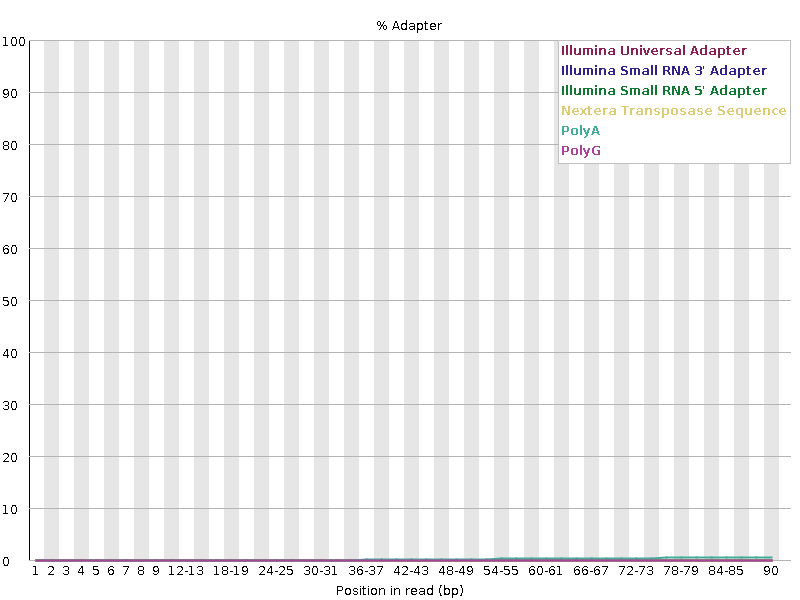 % Adapter
Illumina Universal Adapter
Illumina Small RNA 3' Adapter
Illumina Small RNA 5' Adapter
Nextera Transposase Sequence
PolyA
PolyG
100
90
80
70
60
50
40
30
20
10
0
1 2 3 4 5 6 7 8 9 12-13 18-19 24-25 30-31 36-37 42-43 48-49 54-55 60-61 66-67 72-73 78-79 84-85 90
Position in read (bp)